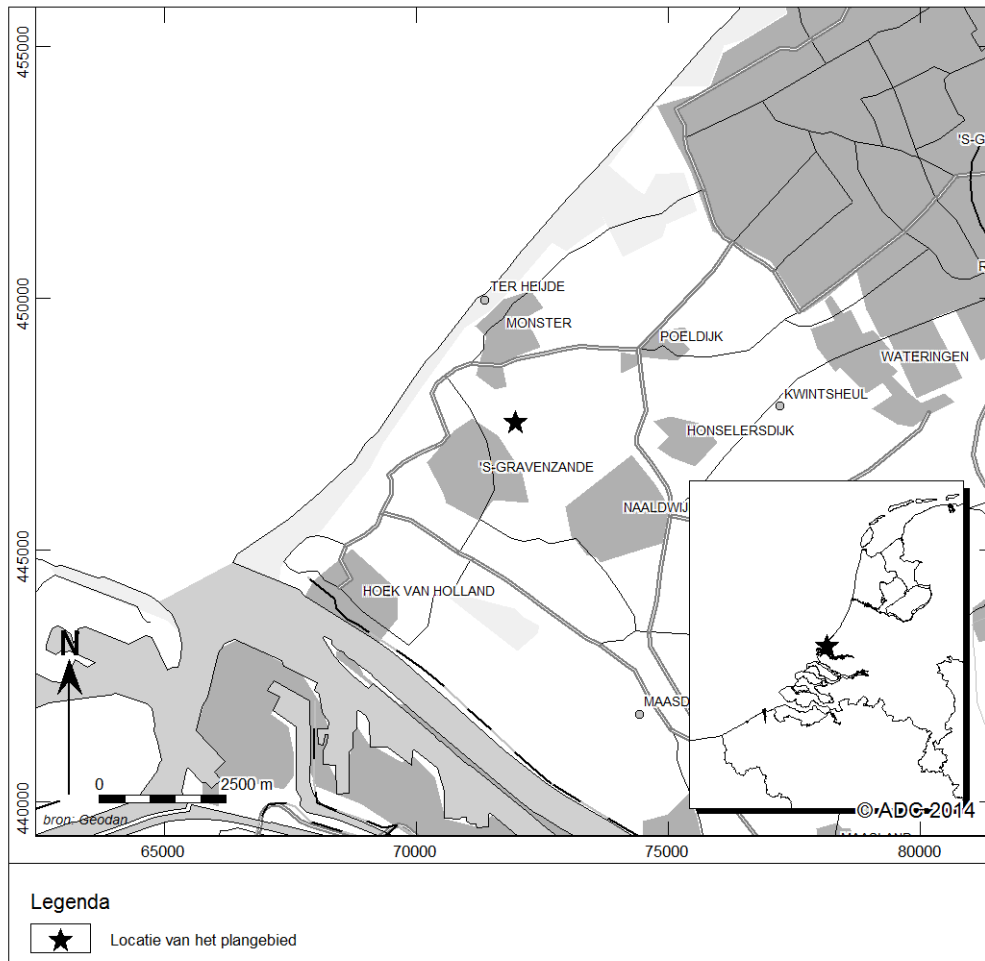 455000
450000
445000
440000
'S-G
TER HEIJDE
MONSTER
POELDIJK
WATERINGEN
KWINTSHEUL
HONSELERSDIJK
'S-GRAVENZANDE
NAALDWIJ
HOEK VAN HOLLAND
MAASD
N
0 2500 m
bron: Geodan
© ADC 2014
65000 70000 75000 80000
Legenda
Locatie van het plangebied